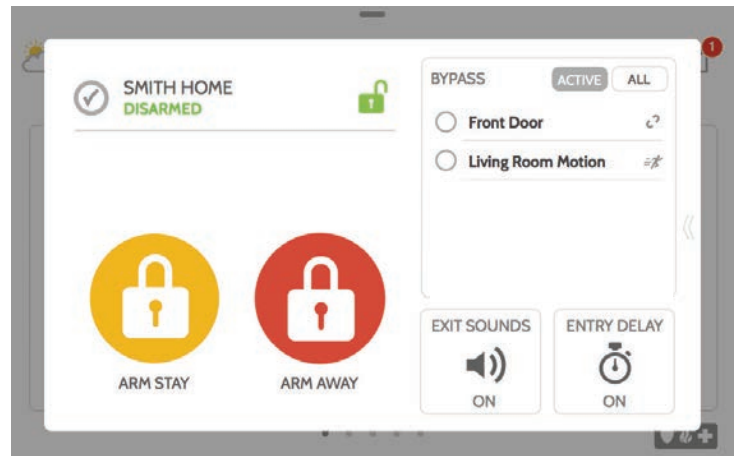 1
SMITH HOME
DISARMED
ARM STAY
ARM AWAY
BYPASS
ACTIVE
ALL
Front Door
Living Room Motion
EXIT SOUNDS
ON
ENTRY DELAY
ON